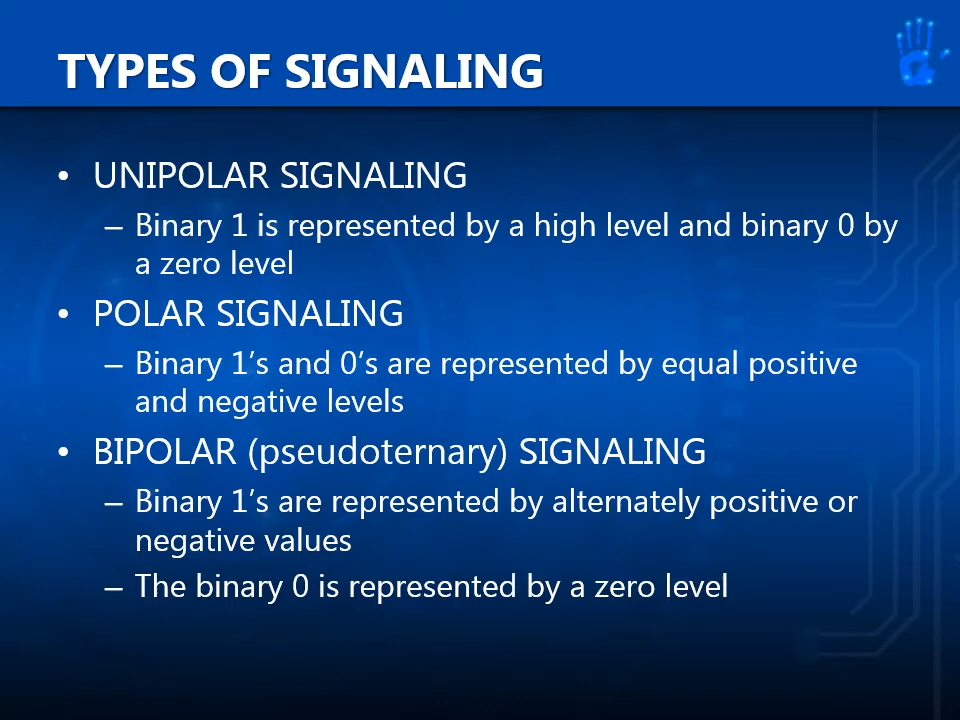 TYPES OF SIGNALING
• UNIPOLAR SIGNALING
– Binary 1 is represented by a high level and binary 0 by
a zero level
• POLAR SIGNALING
– Binary 1’s and 0’s are represented by equal positive
and negative levels
• BIPOLAR (pseudoternary) SIGNALING
– Binary 1’s are represented by alternately positive or
negative values
– The binary 0 is represented by a zero level